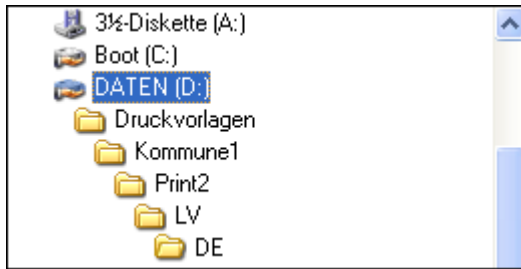 3½-Diskette (A:)
Boot (C:)
DATEN (D:)
Druckvorlagen
Kommune1
Print2
LV
DE